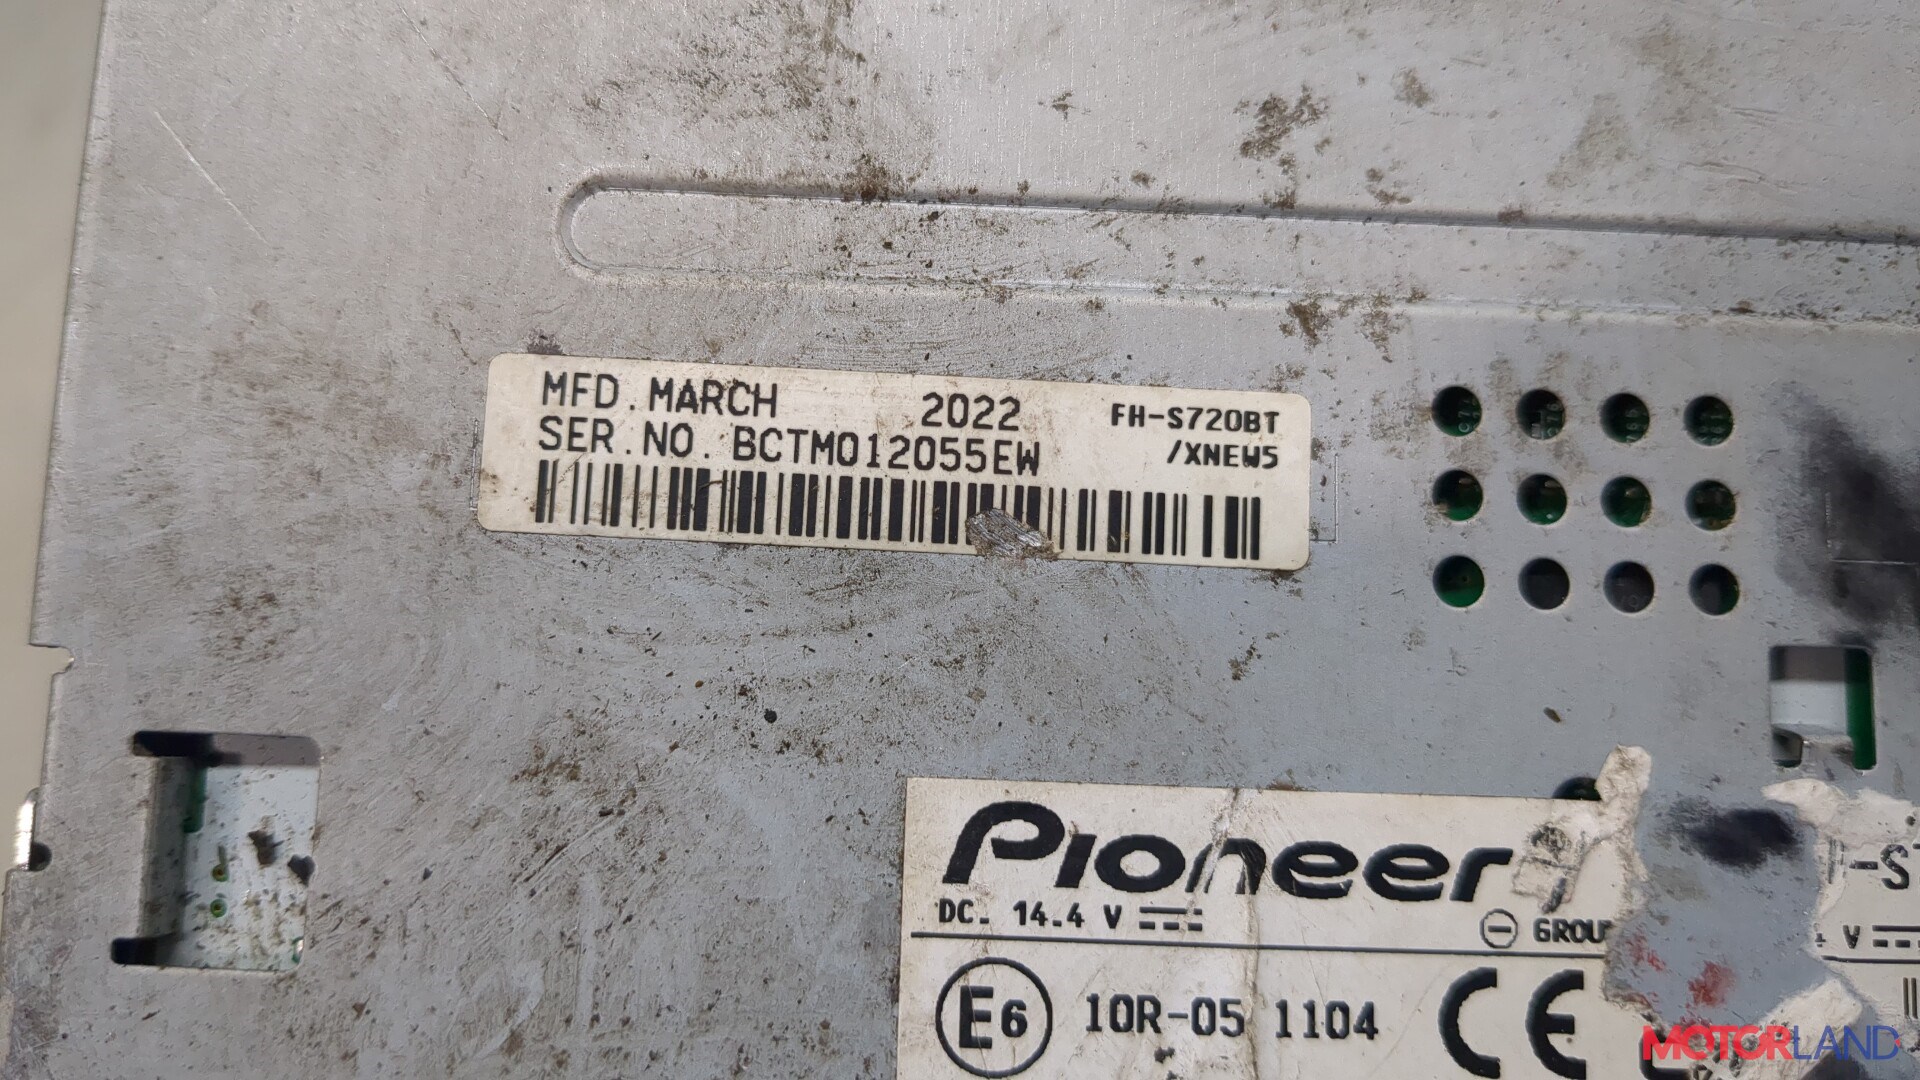 MFD. MARCH 2022 FH-S720BT
SER.NO. BCTM012055EW /XNEW5
Pioneer
DC- 14.4 V
E6 10R-05 1104 CE
V
MOTORLAND